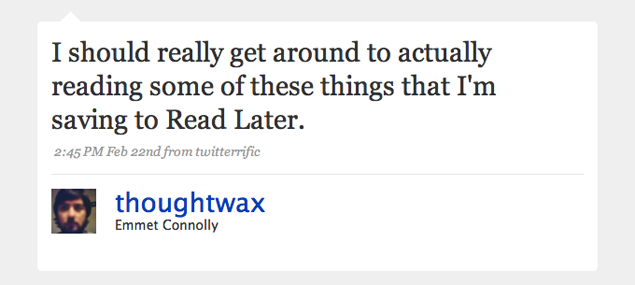 I should really get around to actually
reading some of these things that I'm
saving to Read Later.
2:45 PM Feb 22nd from twitterrific
thoughtwax
Emmet Connolly